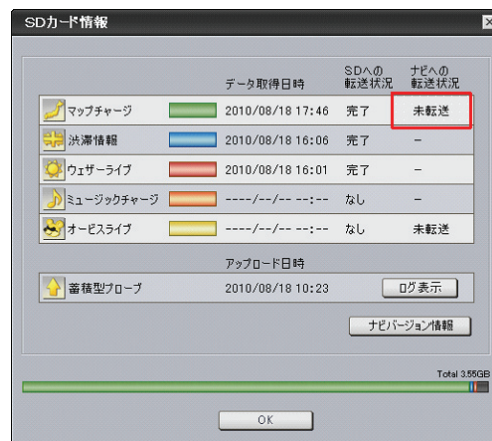 SDカード情報
データ取得日時 SDへの転送状況 ナビへの転送状況
マップチャージ 2010/08/18 17:46 完了 未転送
渋滞情報 2010/08/18 16:06 完了 －
ウェザーライブ 2010/08/18 16:01 完了 －
ミュージックチャージ ----/--/-- --:-- なし －
オービスライブ ----/--/-- --:-- なし 未転送
アップロード日時
蓄積型プローブ 2010/08/18 10:23 ログ表示
ナビバージョン情報
Total 3.55GB
OK